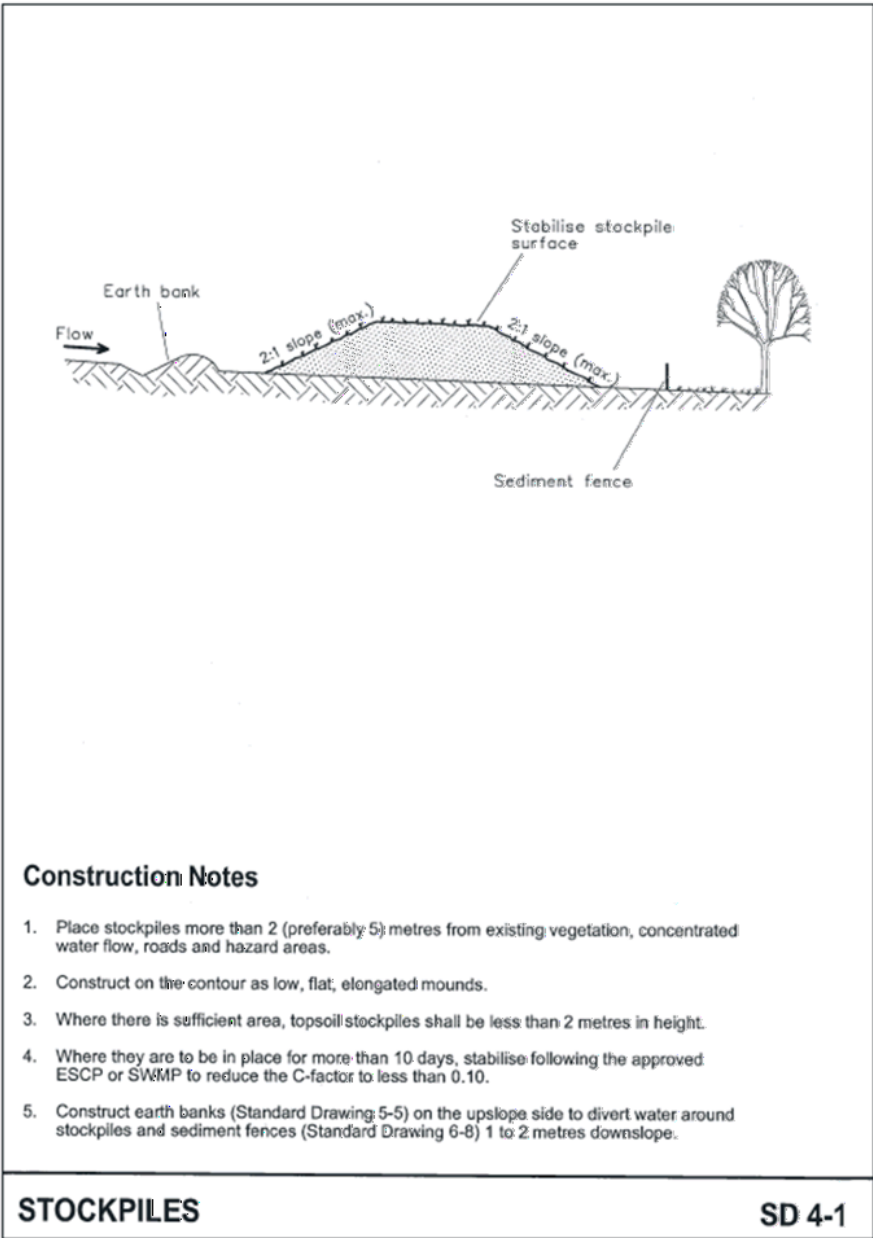 Stabilise stockpile
surface
Earth bank
Flow
2:1 slope (max.)
2:1 slope (max.)
Sediment fence
Construction Notes
1. Place stockpiles more than 2 (preferably 5) metres from existing vegetation, concentrated
water flow, roads and hazard areas.
2. Construct on the contour as low, flat, elongated mounds.
3. Where there is sufficient area, topsoil stockpiles shall be less than 2 metres in height.
4. Where they are to be in place for more than 10 days, stabilise following the approved
ESCP or SWMP to reduce the C-factor to less than 0.10.
5. Construct earth banks (Standard Drawing 5-5) on the upslope side to divert water around
stockpiles and sediment fences (Standard Drawing 6-8) 1 to 2 metres downslope.
STOCKPILES
SD 4-1